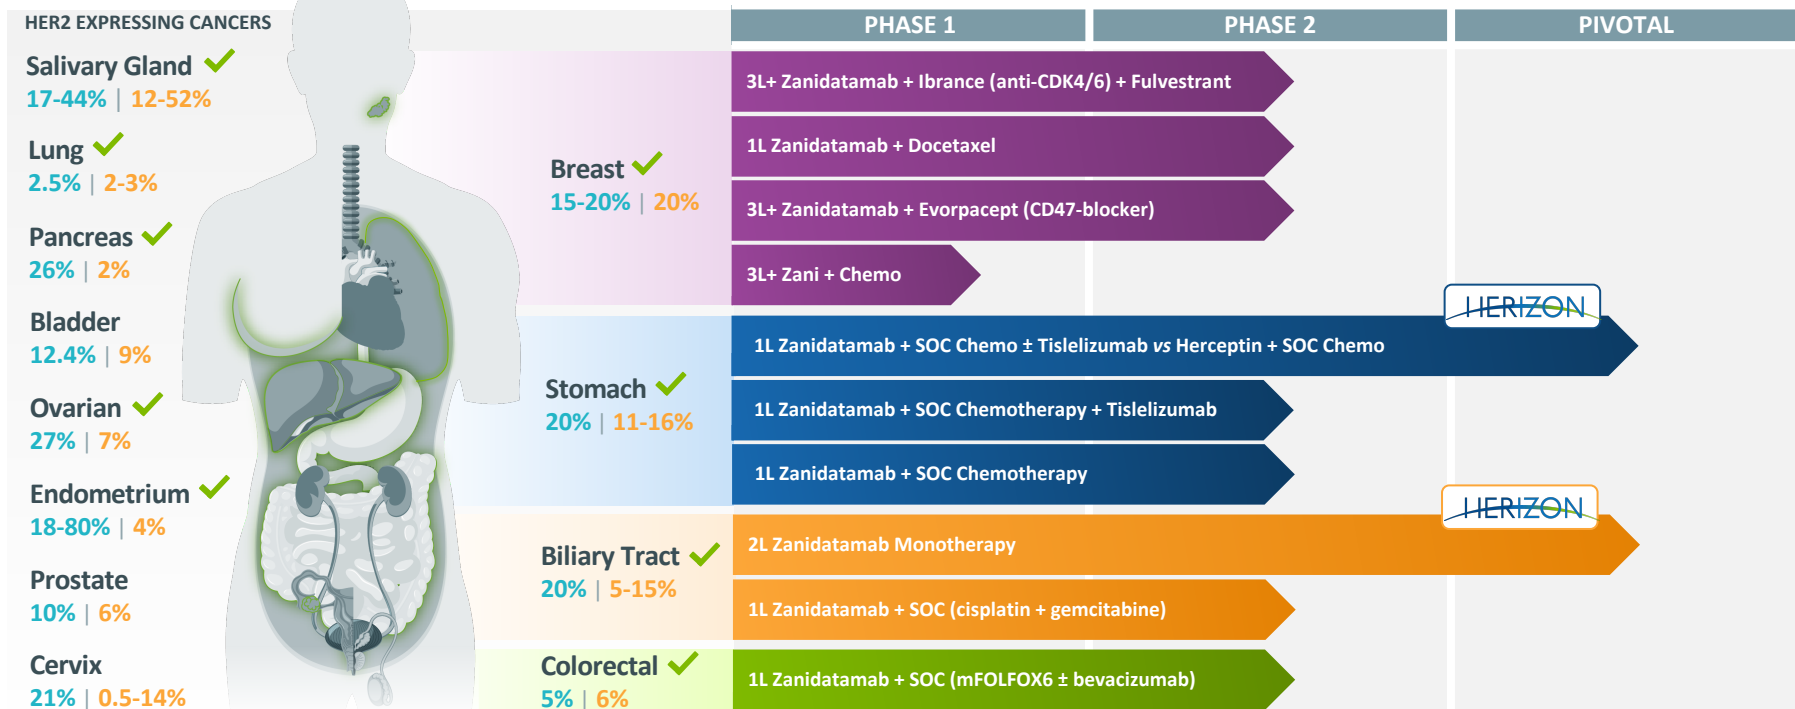 HER2 EXPRESSING CANCERS
Salivary Gland
17-44% | 12-52%
Lung
2.5% | 2-3%
Pancreas
26% | 2%
Bladder
12.4% | 9%
Ovarian
27% | 7%
Endometrium
18-80% | 4%
Prostate
10% | 6%
Cervix
21% | 0.5-14%
PHASE 1
PHASE 2
PIVOTAL
Breast
15-20% | 20%
3L+ Zanidatamab + Ibrance (anti-CDK4/6) + Fulvestrant
1L Zanidatamab + Docetaxel
3L+ Zanidatamab + Evorpacept (CD47-blocker)
3L+ Zani + Chemo
Stomach
20% | 11-16%
HERIZON
1L Zanidatamab + SOC Chemo ± Tislelizumab vs Herceptin + SOC Chemo
1L Zanidatamab + SOC Chemotherapy + Tislelizumab
1L Zanidatamab + SOC Chemotherapy
Biliary Tract
20% | 5-15%
HERIZON
2L Zanidatamab Monotherapy
1L Zanidatamab + SOC (cisplatin + gemcitabine)
Colorectal
5% | 6%
1L Zanidatamab + SOC (mFOLFOX6 ± bevacizumab)